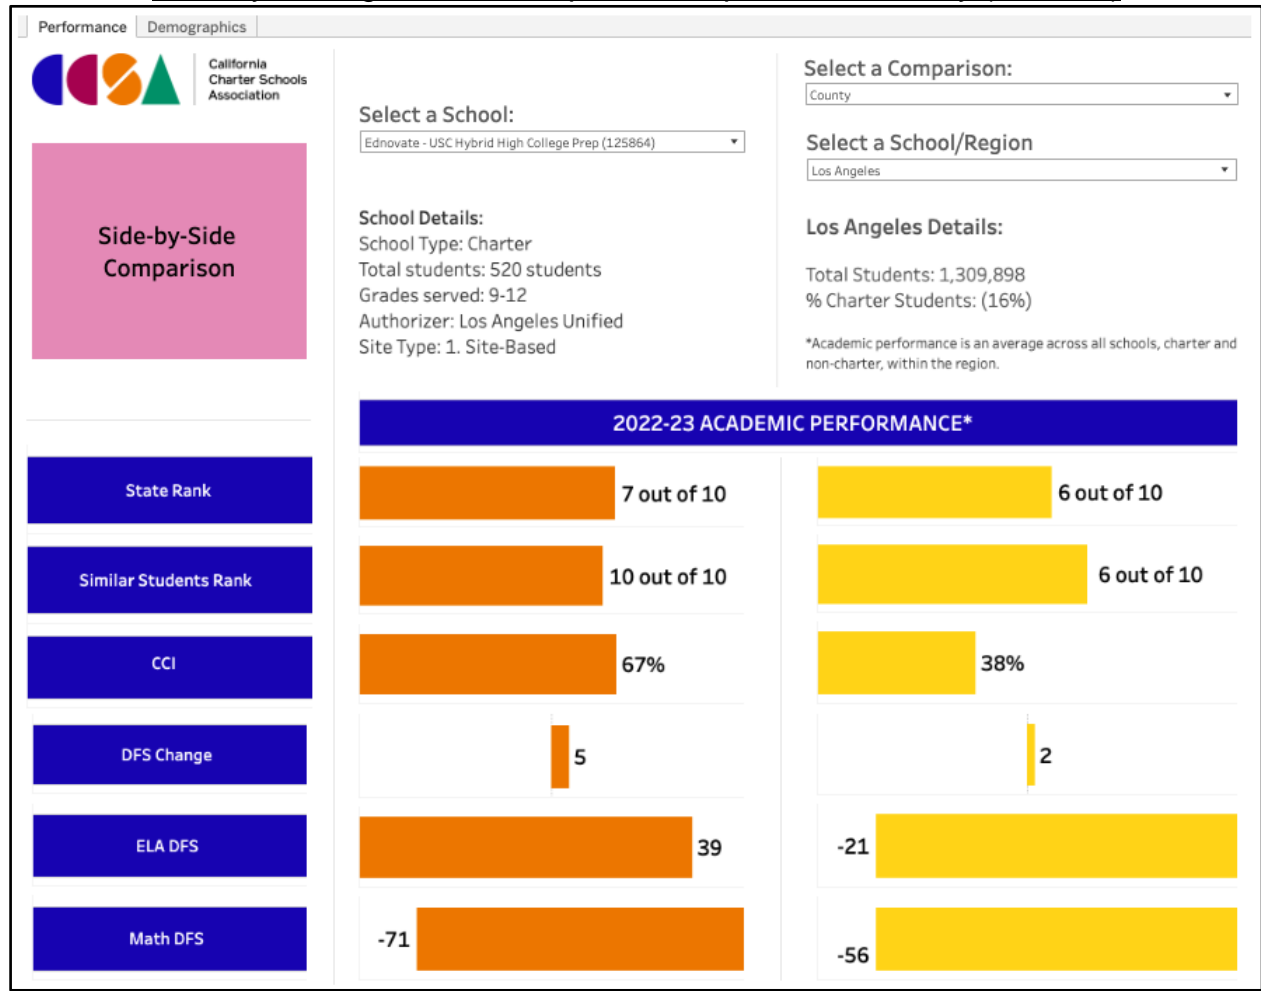 Performance
Demographics
CCSA
California
Charter Schools
Association
Side-by-Side
Comparison
Select a School:
Ednovate - USC Hybrid High College Prep (125864)
School Details:
School Type: Charter
Total students: 520 students
Grades served: 9-12
Authorizer: Los Angeles Unified
Site Type: 1. Site-Based
Select a Comparison:
County
Select a School/Region
Los Angeles
Los Angeles Details:
Total Students: 1,309,898
% Charter Students: (16%)
*Academic performance is an average across all schools, charter and
non-charter, within the region.
2022-23 ACADEMIC PERFORMANCE*
State Rank
7 out of 10
6 out of 10
Similar Students Rank
10 out of 10
6 out of 10
CCI
67%
38%
DFS Change
5
2
ELA DFS
39
-21
Math DFS
-71
-56